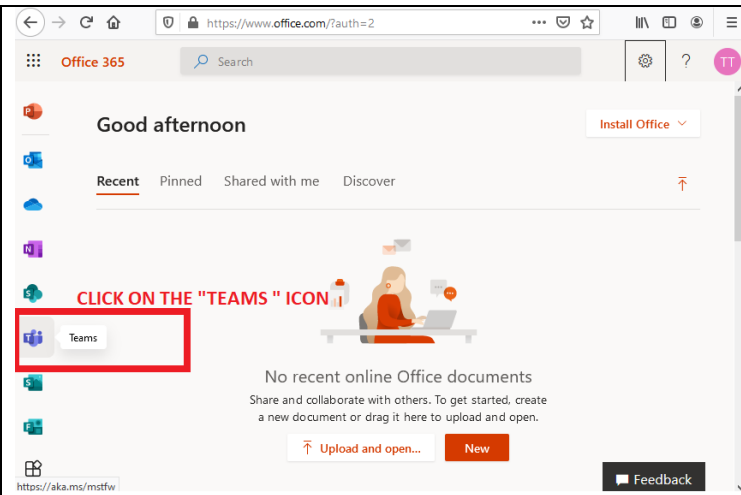 https://www.office.com/?auth=2
Office 365
Search
?
TT
Good afternoon
Install Office
Recent Pinned Shared with me Discover
CLICK ON THE "TEAMS " ICON
Teams
No recent online Office documents
Share and collaborate with others. To get started, create
a new document or drag it here to upload and open.
Upload and open...
New
Feedback
https://aka.ms/mstfw